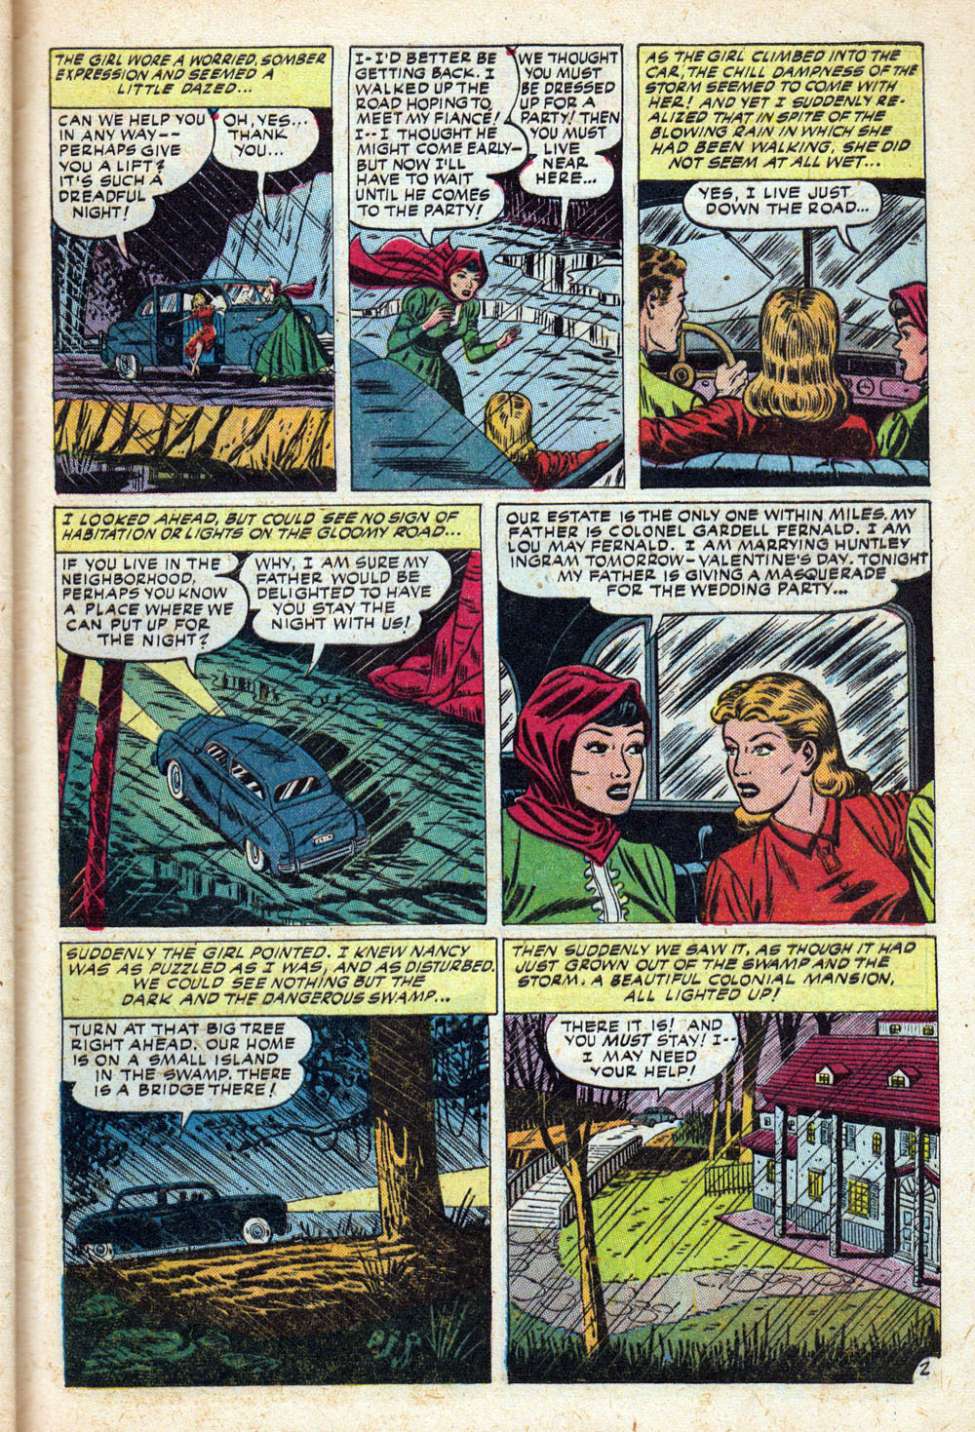 THE GIRL WORE A WORRIED, SOMBER
EXPRESSION AND SEEMED A
LITTLE DAZED...
CAN WE HELP YOU
IN ANY WAY--
PERHAPS GIVE
YOU A LIFT?
IT'S SUCH A
DREADFUL
NIGHT!
OH, YES...
THANK
YOU...
I-I'D BETTER BE
GETTING BACK. I
WALKED UP THE
ROAD HOPING TO
MEET MY FIANCÉ!
I--I THOUGHT HE
MIGHT COME EARLY-
BUT NOW I'LL
HAVE TO WAIT
UNTIL HE COMES
TO THE PARTY!
WE THOUGHT
YOU MUST
BE DRESSED
UP FOR A
PARTY! THEN
YOU MUST
LIVE
NEAR
HERE...
AS THE GIRL CLIMBED INTO THE
CAR, THE CHILL DAMPNESS OF THE
STORM SEEMED TO COME WITH
HER! AND YET I SUDDENLY RE-
ALIZED THAT IN SPITE OF THE
BLOWING RAIN IN WHICH SHE
HAD BEEN WALKING, SHE DID
NOT SEEM AT ALL WET...
YES, I LIVE JUST
DOWN THE ROAD...
I LOOKED AHEAD, BUT COULD SEE NO SIGN OF
HABITATION OR LIGHTS ON THE GLOOMY ROAD...
IF YOU LIVE IN THE
NEIGHBORHOOD,
PERHAPS YOU KNOW
A PLACE WHERE WE
CAN PUT UP FOR
THE NIGHT?
WHY, I AM SURE MY
FATHER WOULD BE
DELIGHTED TO HAVE
YOU STAY THE
NIGHT WITH US!
OUR ESTATE IS THE ONLY ONE WITHIN MILES. MY
FATHER IS COLONEL GARDELL FERNALD. I AM
LOU MAY FERNALD. I AM MARRYING HUNTLEY
INGRAM TOMORROW-VALENTINE'S DAY. TONIGHT
MY FATHER IS GIVING A MASQUERADE
FOR THE WEDDING PARTY...
SUDDENLY THE GIRL POINTED. I KNEW NANCY
WAS AS PUZZLED AS I WAS, AND AS DISTURBED.
WE COULD SEE NOTHING BUT THE
DARK AND THE DANGEROUS SWAMP...
TURN AT THAT BIG TREE
RIGHT AHEAD. OUR HOME
IS ON A SMALL ISLAND
IN THE SWAMP. THERE
IS A BRIDGE THERE!
THEN SUDDENLY WE SAW IT, AS THOUGH IT HAD
JUST GROWN OUT OF THE SWAMP AND THE
STORM. A BEAUTIFUL COLONIAL MANSION,
ALL LIGHTED UP!
THERE IT IS! AND
YOU MUST STAY! I--
I MAY NEED
YOUR HELP!
2